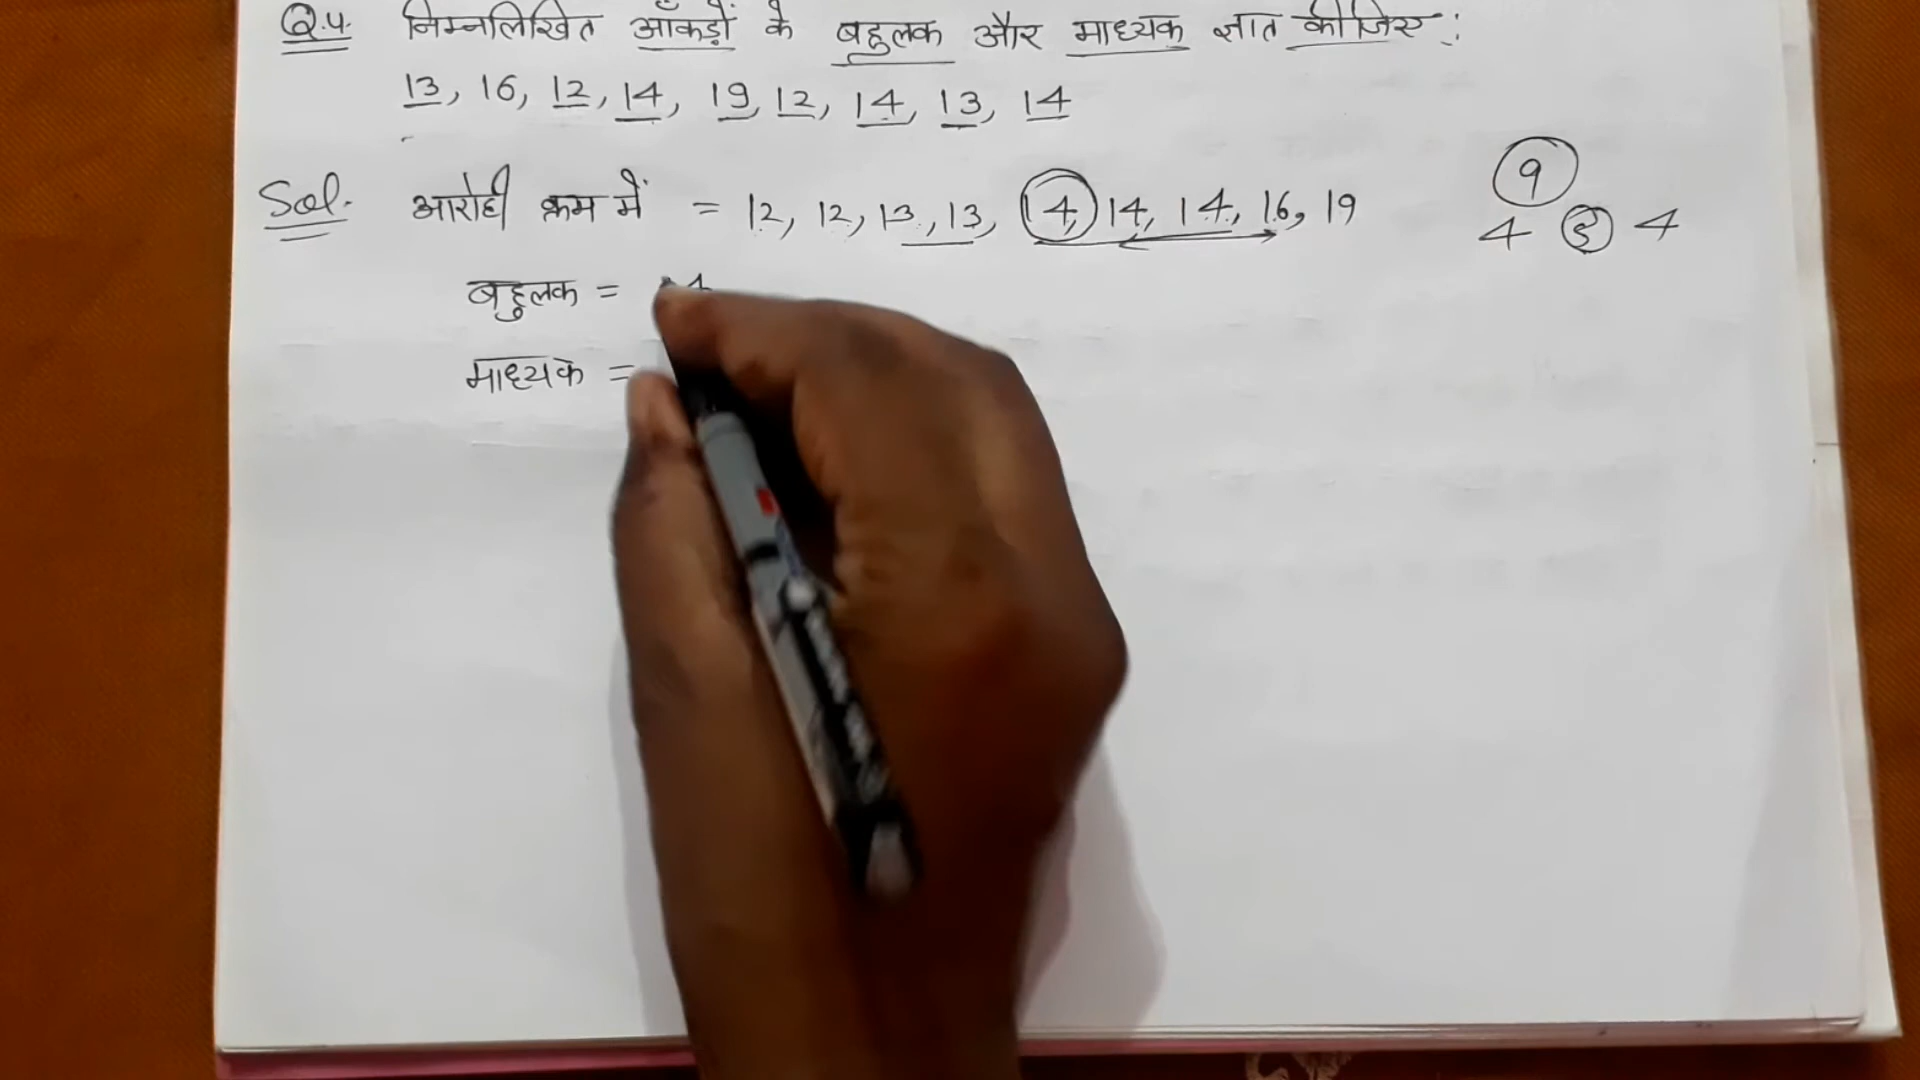 Q.4. निम्नलिखित आँकड़ों के बहुलक और माध्यक ज्ञात कीजिए :
13, 16, 12, 14, 19, 12, 14, 13, 14
Sol. आरोही क्रम में = 12, 12, 13, 13, 14, 14, 14, 16, 19
9
4 5 4
बहुलक =
माध्यक =